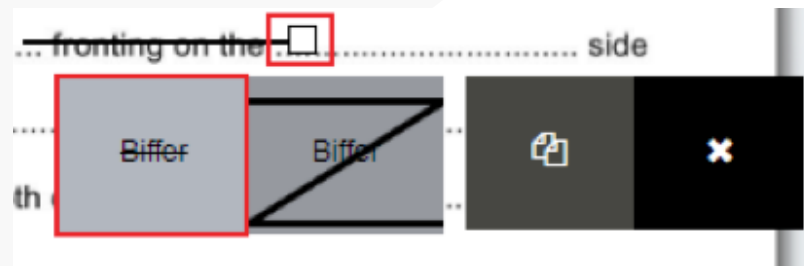 ... fronting on the ............................... side
Biffer Biffer
th